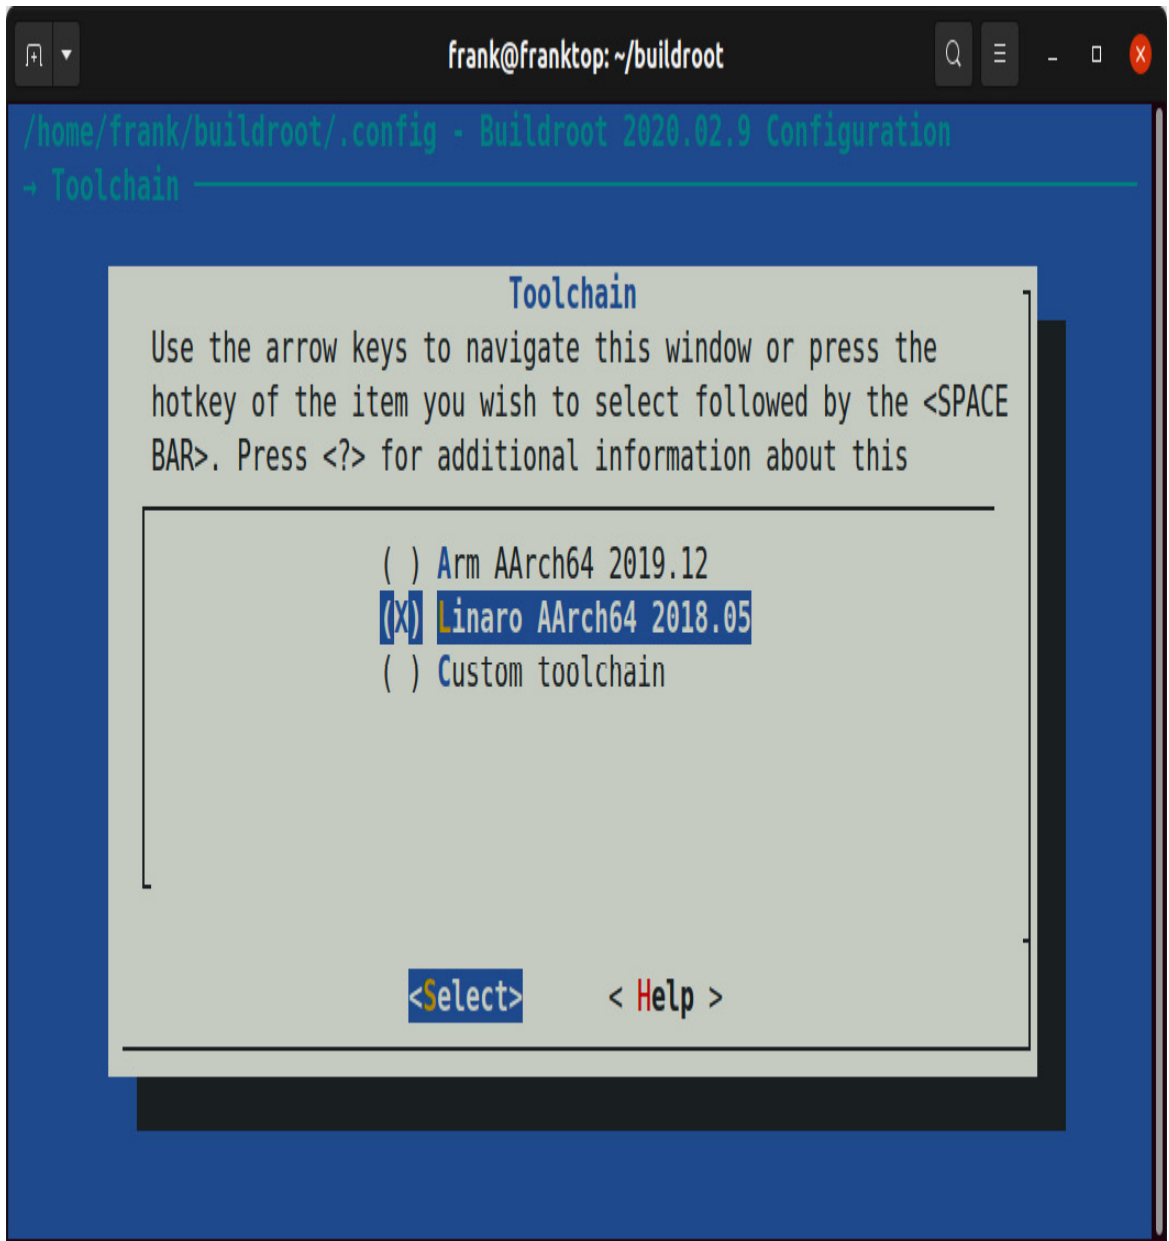 frank@franktop: ~/buildroot
/home/frank/buildroot/.config - Buildroot 2020.02.9 Configuration
→ Toolchain
Toolchain
Use the arrow keys to navigate this window or press the
hotkey of the item you wish to select followed by the <SPACE
BAR>. Press <?> for additional information about this
( ) Arm AArch64 2019.12
(X) Linaro AArch64 2018.05
( ) Custom toolchain
<Select> < Help >